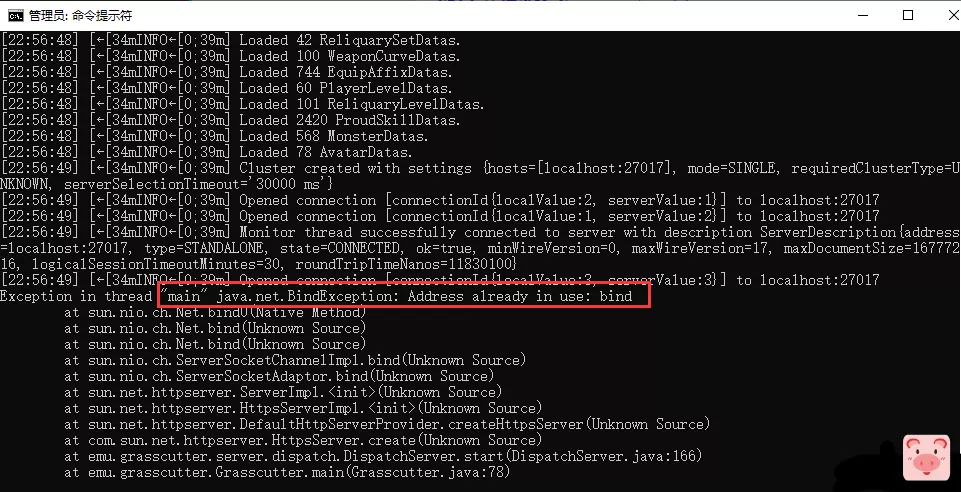 管理员: 命令提示符
[22:56:48] [←[34mINFO←[0;39m] Loaded 42 ReliquarySetDatas.
[22:56:48] [←[34mINFO←[0;39m] Loaded 100 WeaponCurveDatas.
[22:56:48] [←[34mINFO←[0;39m] Loaded 744 EquipAffixDatas.
[22:56:48] [←[34mINFO←[0;39m] Loaded 60 PlayerLevelDatas.
[22:56:48] [←[34mINFO←[0;39m] Loaded 101 ReliquaryLevelDatas.
[22:56:48] [←[34mINFO←[0;39m] Loaded 2420 ProudSkillDatas.
[22:56:48] [←[34mINFO←[0;39m] Loaded 568 MonsterDatas.
[22:56:48] [←[34mINFO←[0;39m] Loaded 78 AvatarDatas.
[22:56:49] [←[34mINFO←[0;39m] Cluster created with settings {hosts=[localhost:27017], mode=SINGLE, requiredClusterType=U
NKNOWN, serverSelectionTimeout='30000 ms'}
[22:56:49] [←[34mINFO←[0;39m] Opened connection [connectionId{localValue:2, serverValue:1}] to localhost:27017
[22:56:49] [←[34mINFO←[0;39m] Opened connection [connectionId{localValue:1, serverValue:2}] to localhost:27017
[22:56:49] [←[34mINFO←[0;39m] Monitor thread successfully connected to server with description ServerDescription{address
=localhost:27017, type=STANDALONE, state=CONNECTED, ok=true, minWireVersion=0, maxWireVersion=17, maxDocumentSize=167772
16, logicalSessionTimeoutMinutes=30, roundTripTimeNanos=11830100}
[22:56:49] [←[34mINFO←[0;39m] Opened connection [connectionId{localValue:3, serverValue:3}] to localhost:27017
Exception in thread "main" java.net.BindException: Address already in use: bind
at sun.nio.ch.Net.bind0(Native Method)
at sun.nio.ch.Net.bind(Unknown Source)
at sun.nio.ch.Net.bind(Unknown Source)
at sun.nio.ch.ServerSocketChannelImpl.bind(Unknown Source)
at sun.nio.ch.ServerSocketAdaptor.bind(Unknown Source)
at sun.net.httpserver.ServerImpl.<init>(Unknown Source)
at sun.net.httpserver.HttpsServerImpl.<init>(Unknown Source)
at sun.net.httpserver.DefaultHttpServerProvider.createHttpsServer(Unknown Source)
at com.sun.net.httpserver.HttpsServer.create(Unknown Source)
at emu.grasscutter.server.dispatch.DispatchServer.start(DispatchServer.java:166)
at emu.grasscutter.Grasscutter.main(Grasscutter.java:78)